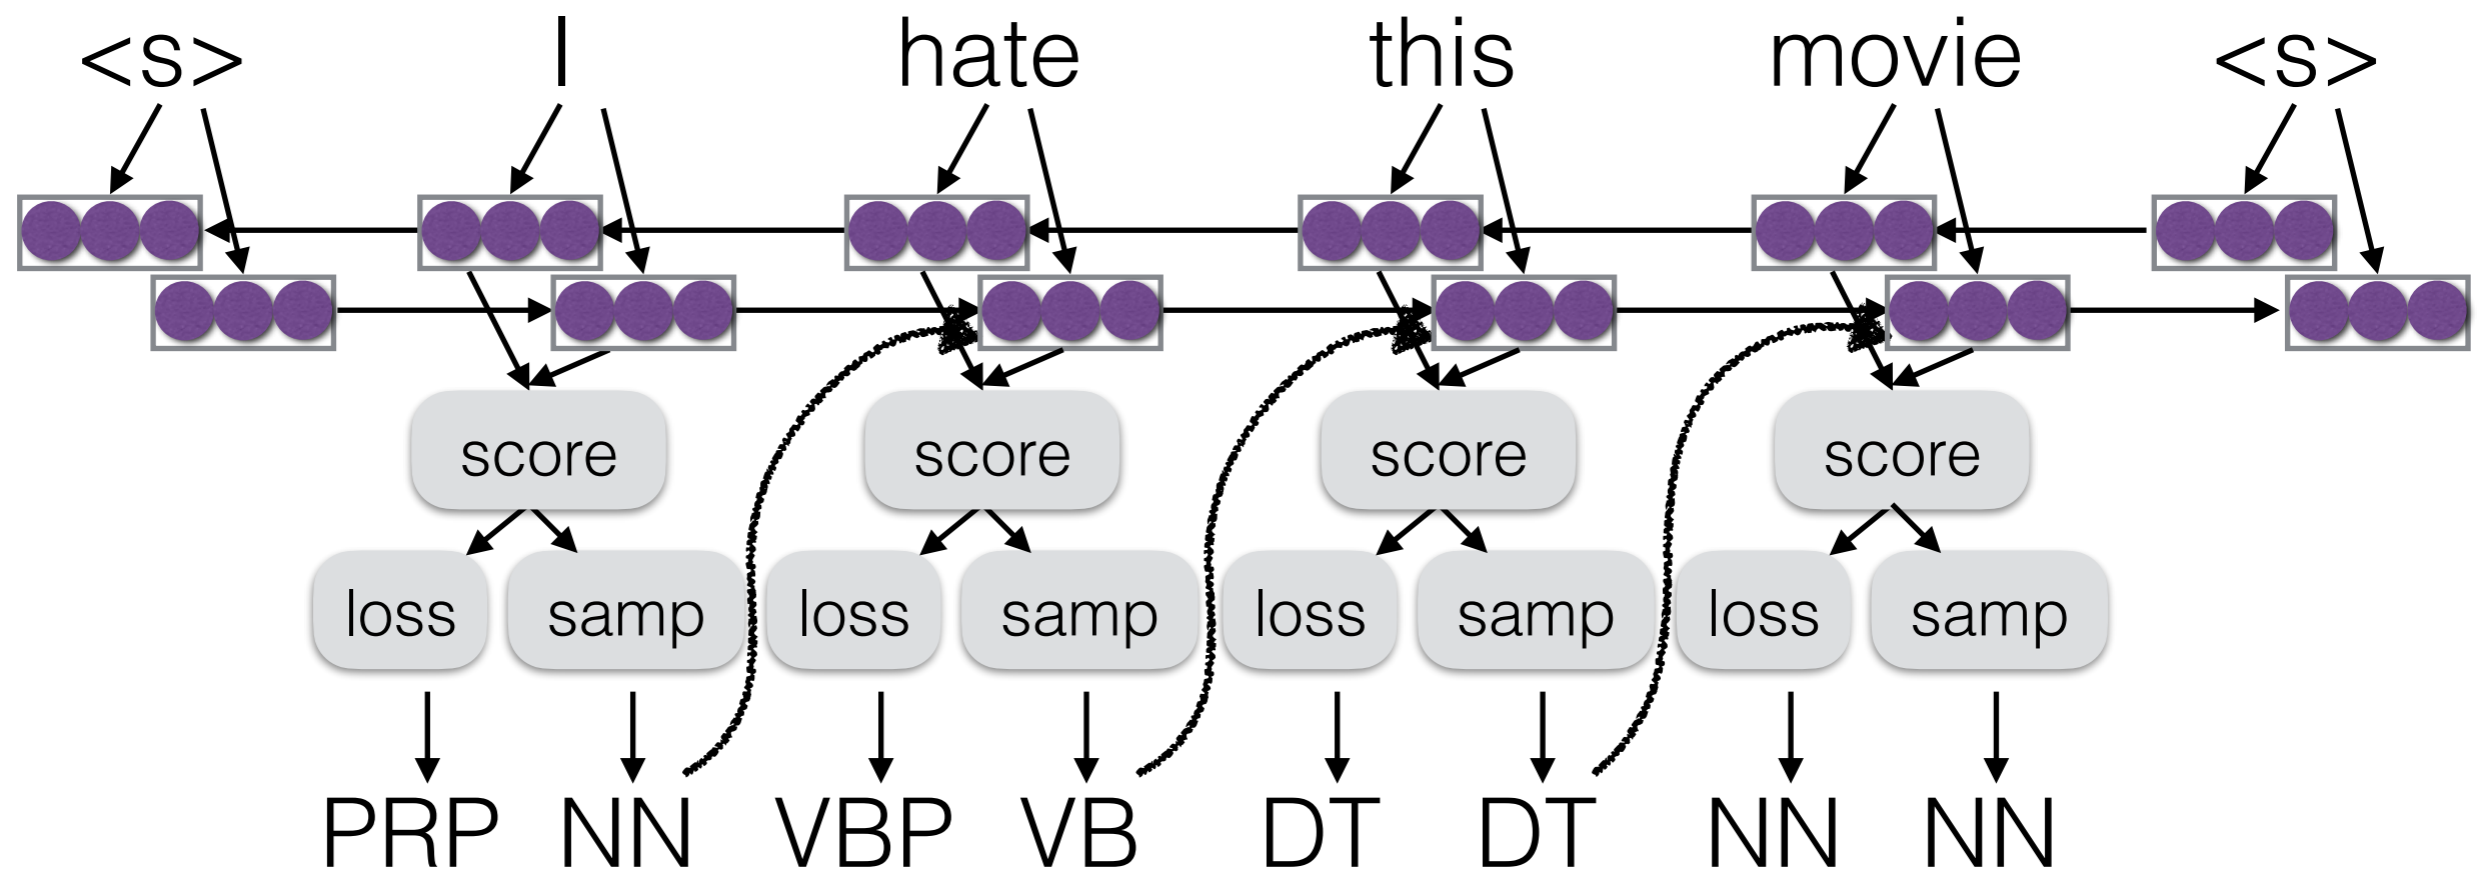 <s> I hate this movie <s>
score score score score
loss samp loss samp loss samp loss samp
PRP NN VBP VB DT DT NN NN